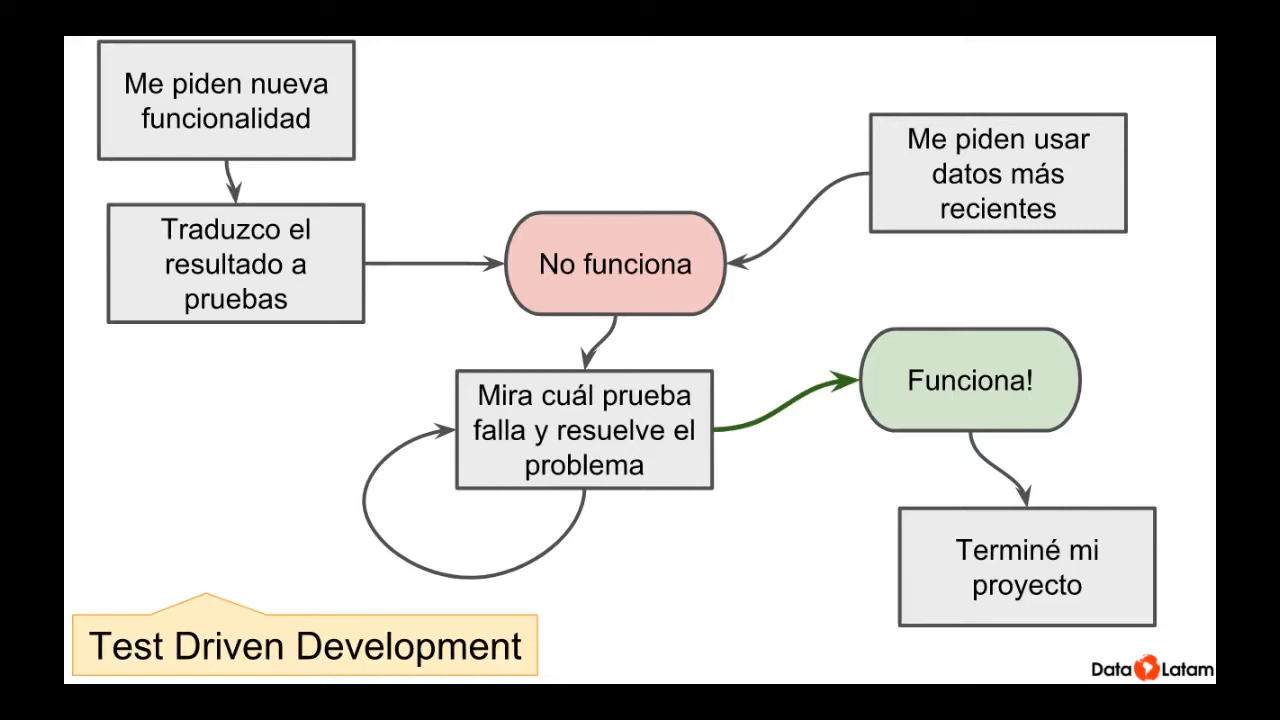 Me piden nueva
funcionalidad
Traduzco el
resultado a
pruebas
No funciona
Me piden usar
datos más
recientes
Mira cuál prueba
falla y resuelve el
problema
Funciona!
Terminé mi
proyecto
Test Driven Development
Data Latam